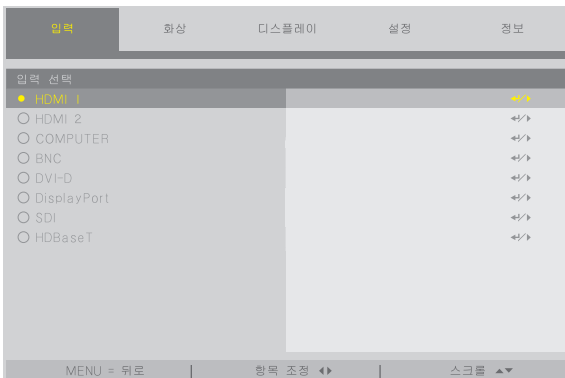 입력 화상 디스플레이 설정 정보
입력 선택
HDMI 1
HDMI 2
COMPUTER
BNC
DVI-D
DisplayPort
SDI
HDBaseT
MENU = 뒤로 | 항목 조정 | 스크롤